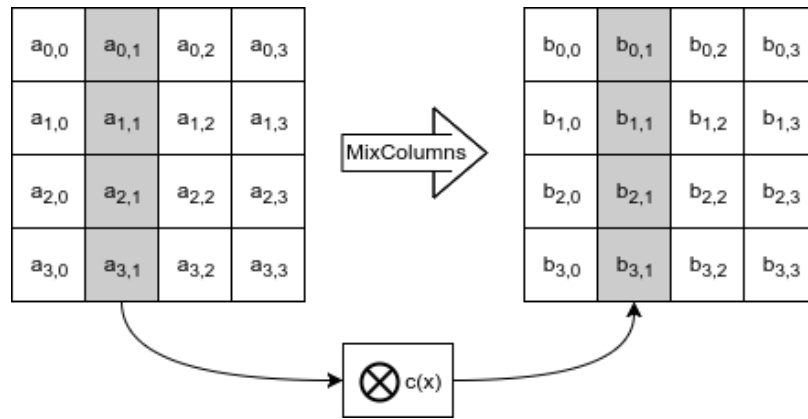 a0,0 a0,1 a0,2 a0,3
a1,0 a1,1 a1,2 a1,3
a2,0 a2,1 a2,2 a2,3
a3,0 a3,1 a3,2 a3,3
MixColumns
b0,0 b0,1 b0,2 b0,3
b1,0 b1,1 b1,2 b1,3
b2,0 b2,1 b2,2 b2,3
b3,0 b3,1 b3,2 b3,3
⊗ c(x)